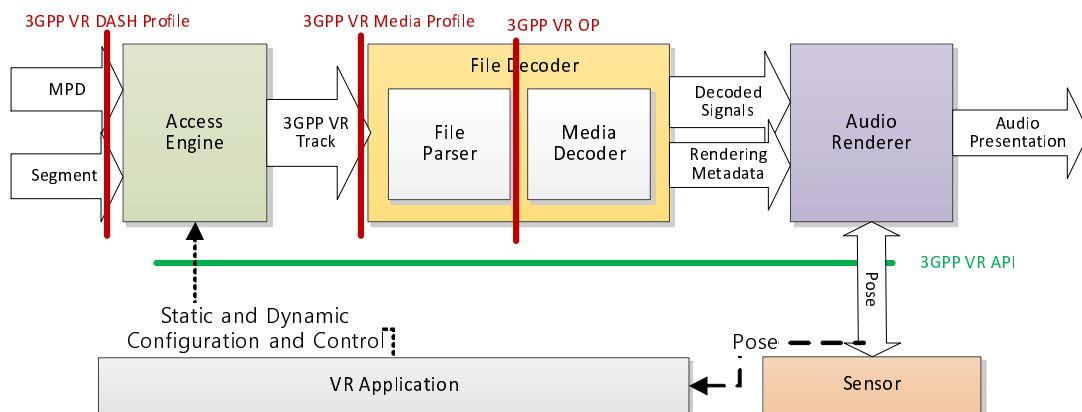 3GPP VR DASH Profile
3GPP VR Media Profile
3GPP VR OP
MPD
Segment
Access
Engine
3GPP VR
Track
File Decoder
File
Parser
Media
Decoder
Decoded
Signals
Rendering
Metadata
Audio
Renderer
Audio
Presentation
3GPP VR API
Pose
Static and Dynamic
Configuration and Control
Pose
VR Application
Sensor